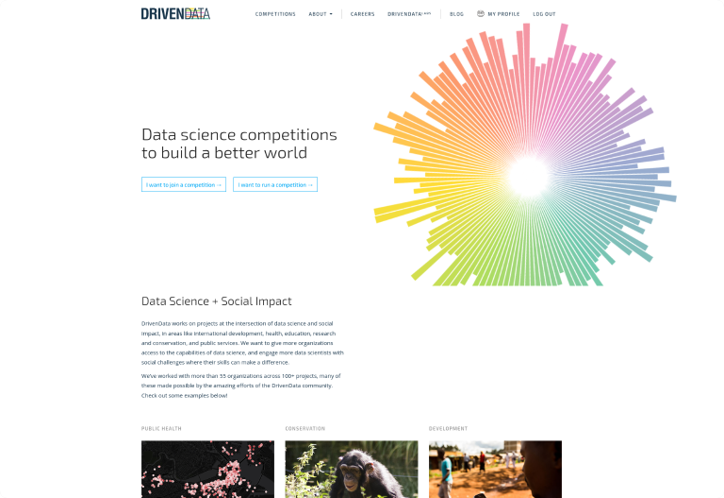 DRIVENDATA
COMPETITIONS ABOUT CAREERS DRIVENDATA BLOG MY PROFILE LOG OUT
Data science competitions
to build a better world
I want to join a competition → I want to run a competition →
Data Science + Social Impact
DrivenData works on projects at the intersection of data science and social
impact, in areas like international development, health, education, research
and conservation, and public services. We want to give more organizations
access to the capabilities of data science, and engage more data scientists with
social challenges where their skills can make a difference.
We've worked with more than 55 organizations across 100+ projects, many of
these made possible by the amazing efforts of the DrivenData community.
Check out some examples below!
PUBLIC HEALTH CONSERVATION DEVELOPMENT